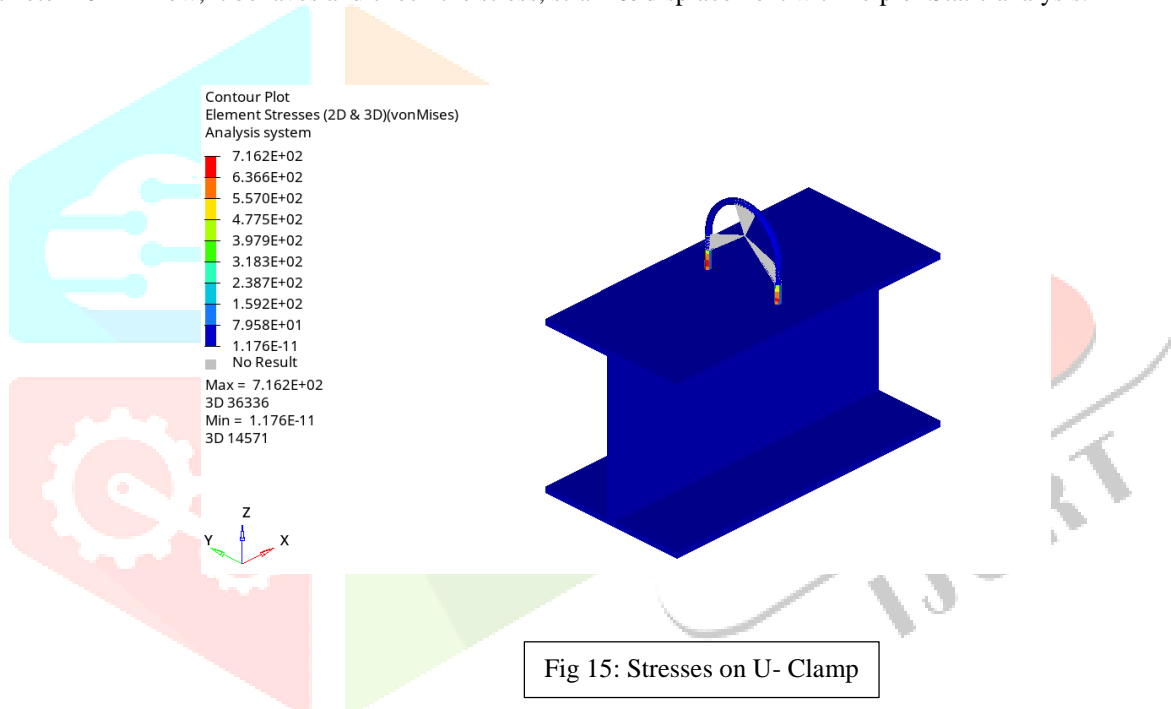 Contour Plot
Element Stresses (2D & 3D)(vonMises)
Analysis system
7.162E+02
6.366E+02
5.570E+02
4.775E+02
3.979E+02
3.183E+02
2.387E+02
1.592E+02
7.958E+01
1.176E-11
No Result
Max = 7.162E+02
3D 36336
Min = 1.176E-11
3D 14571
Z
Y X
Fig 15: Stresses on U- Clamp